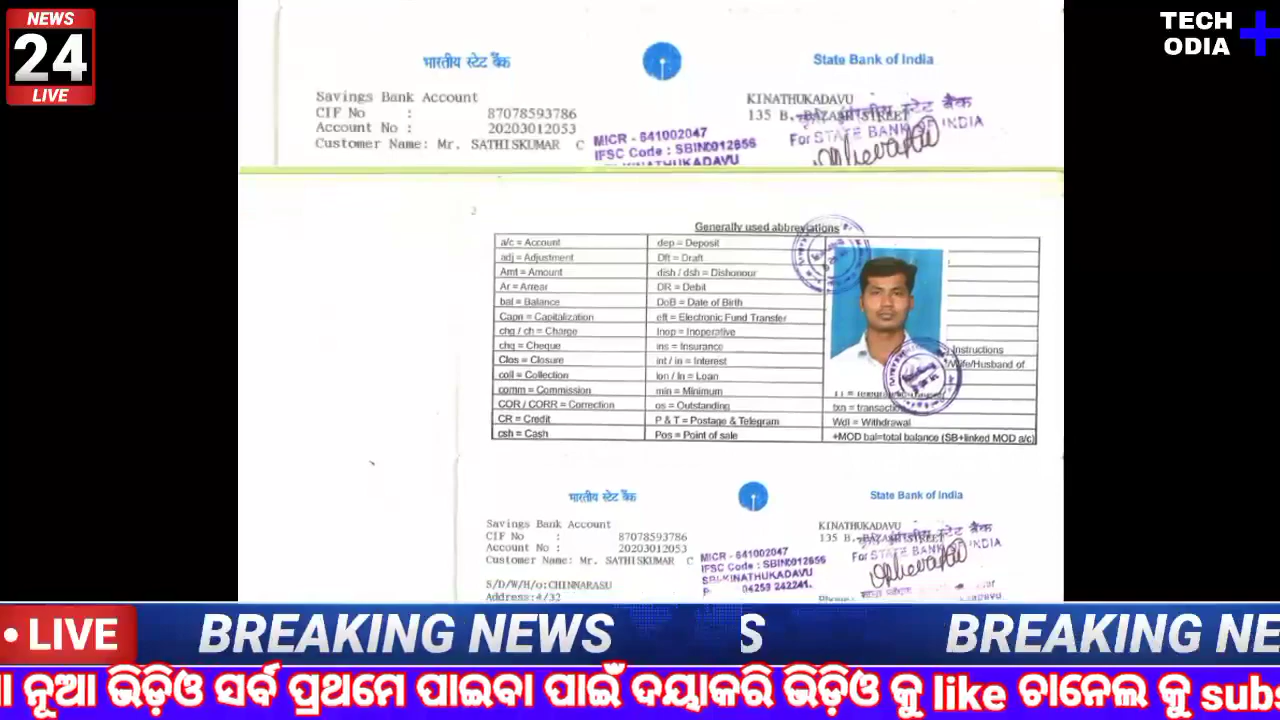 NEWS
24
LIVE
TECH
ODIA
भारतीय स्टेट बैंक
State Bank of India
Savings Bank Account
CIF No : 87078593786
Account No : 20203012053
Customer Name: Mr. SATHISKUMAR C
KINATHUKADAVU
135 B, BAZAAR STREET
MICR - 641002047
IFSC Code : SBIN0012656
KINATHUKADAVU
For STATE BANK OF INDIA
2
Generally used abbreviations
a/c = Account
adj = Adjustment
Amt = Amount
Ar = Arrear
bal = Balance
Capn = Capitalization
chg / ch = Charge
chq = Cheque
Clos = Closure
coll = Collection
comm = Commission
COR / CORR = Correction
CR = Credit
csh = Cash
dep = Deposit
Dft = Draft
dish / dsh = Dishonour
DR = Debit
DoB = Date of Birth
eft = Electronic Fund Transfer
Inop = Inoperative
ins = Insurance
int / in = Interest
lon / ln = Loan
min = Minimum
os = Outstanding
P & T = Postage & Telegram
Pos = Point of sale
Instructions
/Wife/Husband of
txn = transaction
Wdl = Withdrawal
+MOD bal=total balance (SB+linked MOD a/c)
भारतीय स्टेट बैंक
State Bank of India
Savings Bank Account
CIF No : 87078593786
Account No : 20203012053
Customer Name: Mr. SATHISKUMAR C
S/D/W/H/o:CHINNARASU
Address:4/32
KINATHUKADAVU
135 B, BAZAAR STREET
MICR - 641002047
IFSC Code : SBIN0012656
SBI-KINATHUKADAVU
04259 242241.
For STATE BANK OF INDIA
• LIVE
BREAKING NEWS
S
BREAKING NE
ନୂଆ ଭିଡ଼ିଓ ସର୍ବ ପ୍ରଥମେ ପାଇବା ପାଇଁ ଦୟାକରି ଭିଡ଼ିଓ କୁ like ଚାନେଲ କୁ subs